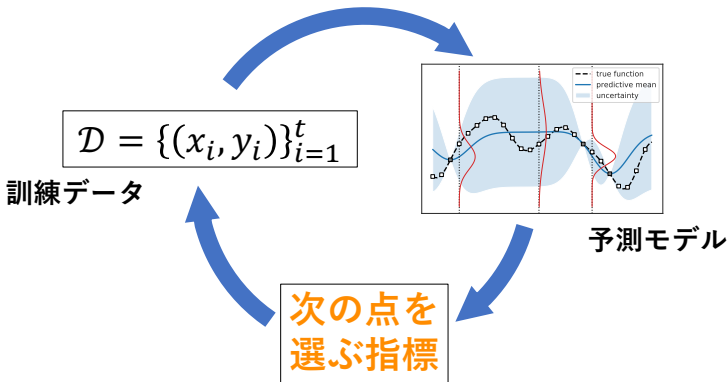 𝒟 = {(x_i, y_i)}_{i=1}^t
訓練データ
true function
predictive mean
uncertainty
予測モデル
次の点を
選ぶ指標